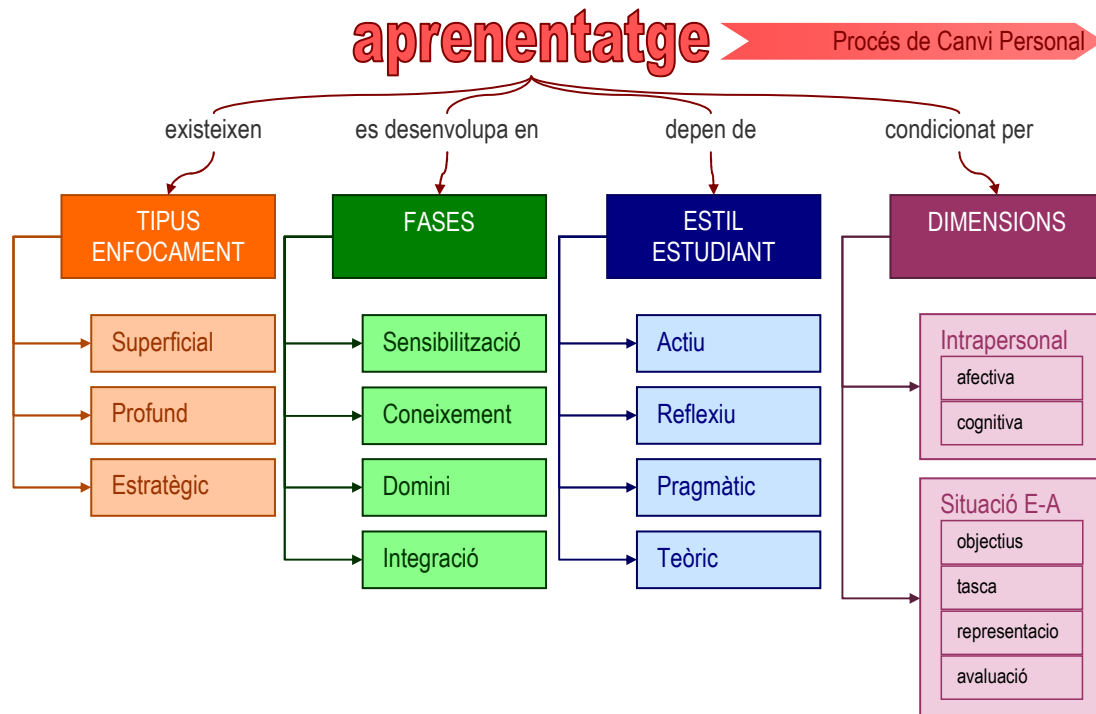 aprenentatge
Procés de Canvi Personal
existeixen
es desenvolupa en
depen de
condicionat per
TIPUS
ENFOCAMENT
Superficial
Profund
Estratègic
FASES
Sensibilització
Coneixement
Domini
Integració
ESTIL
ESTUDIANT
Actiu
Reflexiu
Pragmàtic
Teòric
DIMENSIONS
Intrapersonal
afectiva
cognitiva
Situació E-A
objectius
tasca
representacio
avaluació